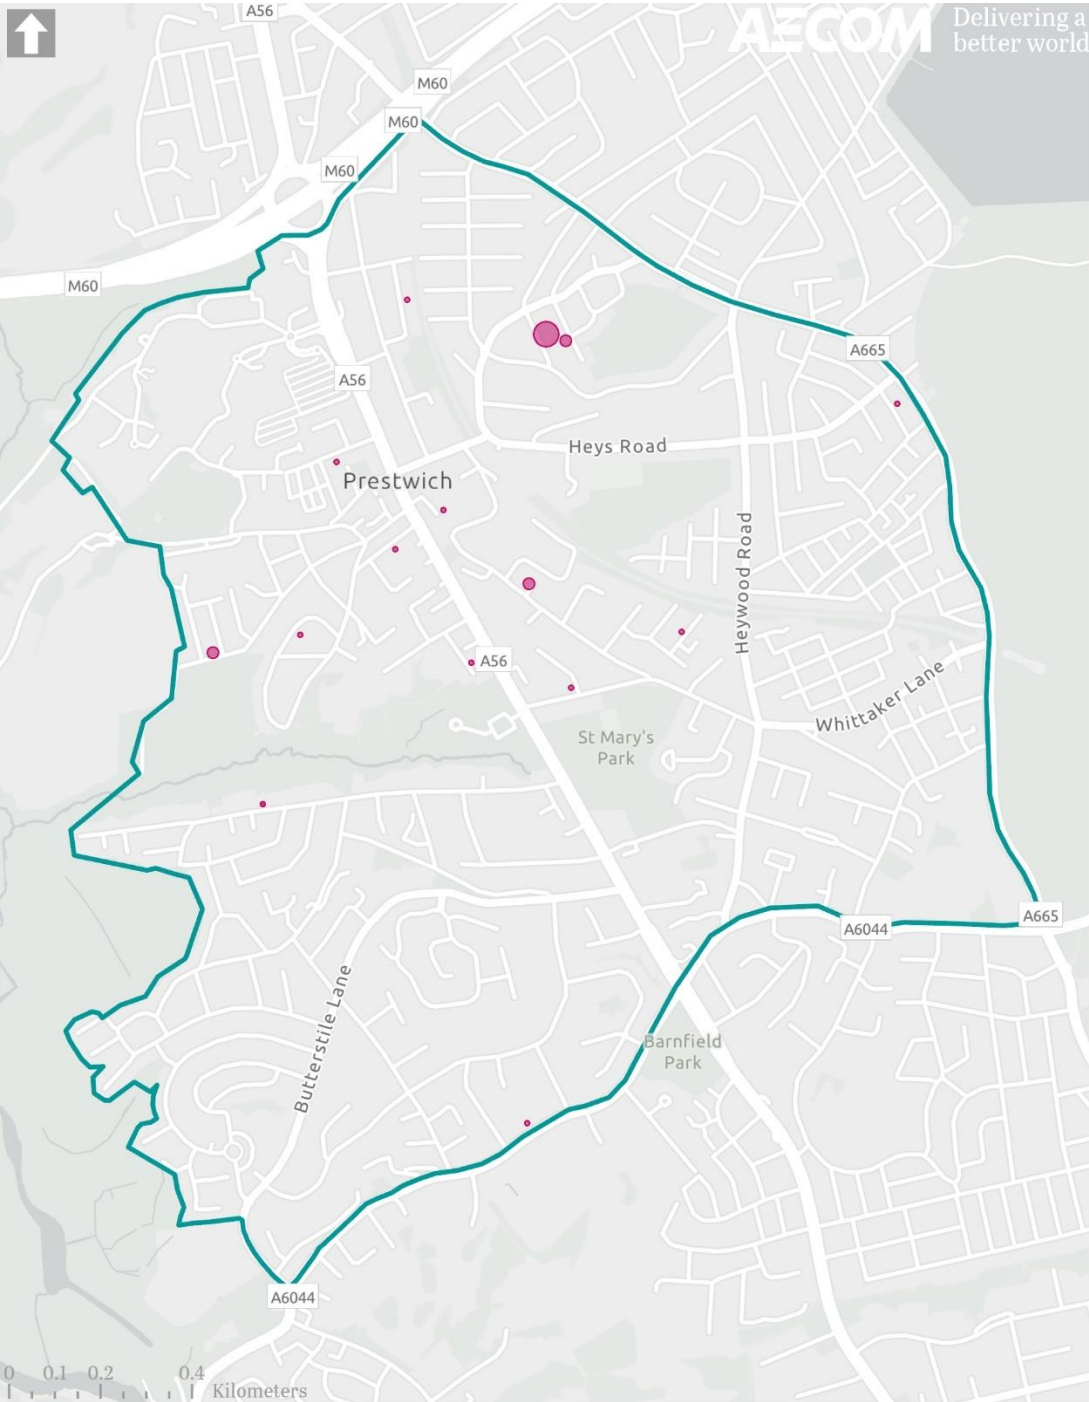 A56
AECOM
Delivering a
better world
M60
M60
M60
M60
A665
A56
Heys Road
Prestwich
Heywood Road
A56
Whittaker Lane
St Mary's
Park
A665
A6044
Butterstile Lane
Barnfield
Park
A6044
0 0.1 0.2 0.4
Kilometers